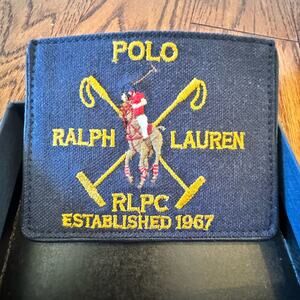 POLO
RALPH LAUREN
RLPC
ESTABLISHED 1967